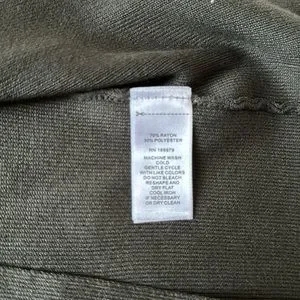 70% RAYON
30% POLYESTER
RN 166979
MACHINE WASH
COLD
GENTLE CYCLE
WITH LIKE COLORS
DO NOT BLEACH
RESHAPE AND
DRY FLAT
COOL IRON
IF NECESSARY
OR DRY CLEAN